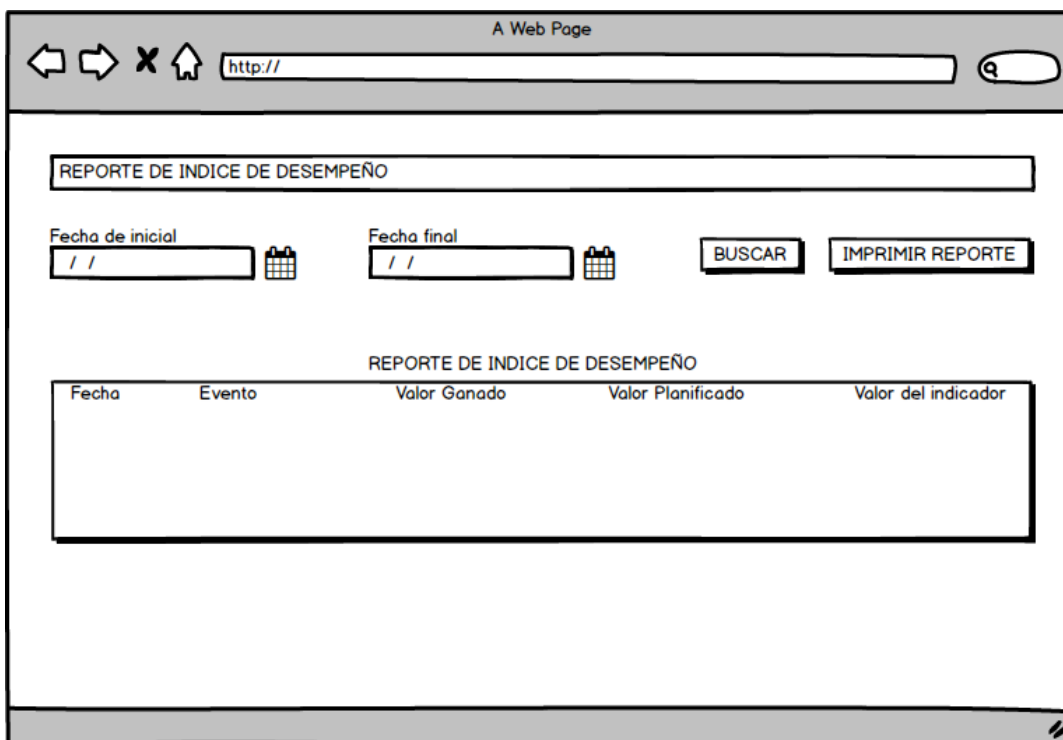 A Web Page
http://
REPORTE DE INDICE DE DESEMPEÑO
Fecha de inicial
/ /
Fecha final
/ /
BUSCAR
IMPRIMIR REPORTE
REPORTE DE INDICE DE DESEMPEÑO
Fecha Evento Valor Ganado Valor Planificado Valor del indicador